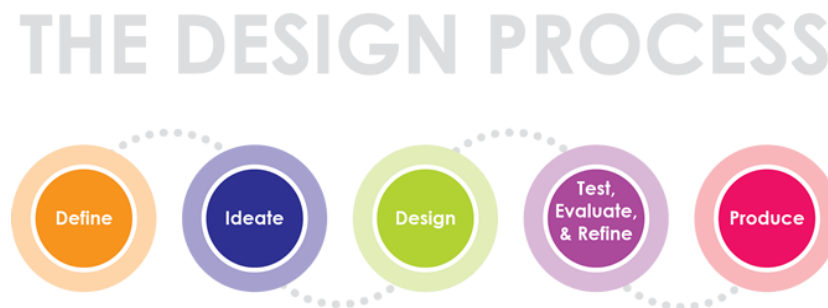 THE DESIGN PROCESS
Define
Ideate
Design
Test,
Evaluate,
& Refine
Produce